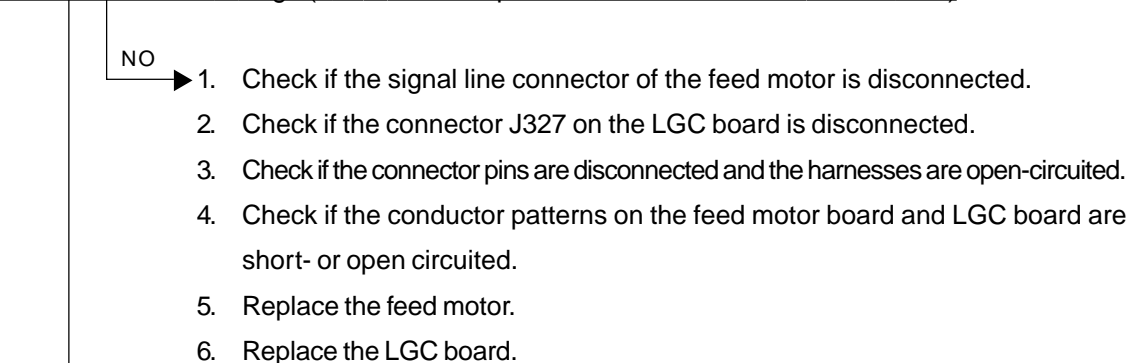 NO
1. Check if the signal line connector of the feed motor is disconnected.
2. Check if the connector J327 on the LGC board is disconnected.
3. Check if the connector pins are disconnected and the harnesses are open-circuited.
4. Check if the conductor patterns on the feed motor board and LGC board are
short- or open circuited.
5. Replace the feed motor.
6. Replace the LGC board.